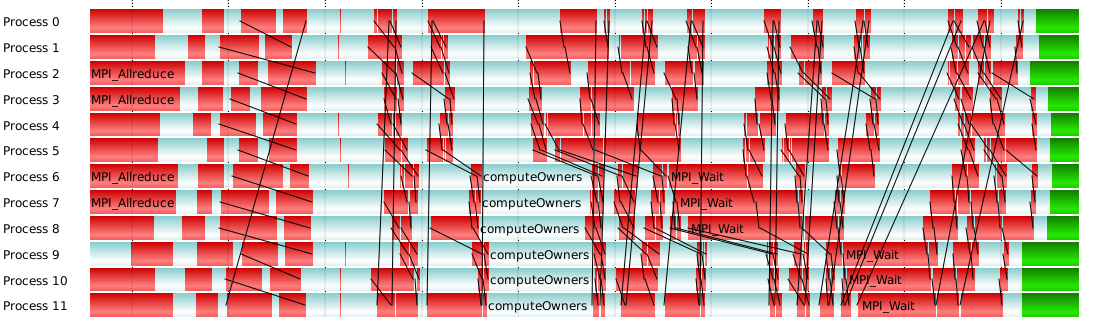 Process 0
Process 1
Process 2 MPI_Allreduce
Process 3 MPI_Allreduce
Process 4
Process 5
Process 6 MPI_Allreduce computeOwners MPI_Wait
Process 7 MPI_Allreduce computeOwners MPI_Wait
Process 8 computeOwners MPI_Wait
Process 9 computeOwners MPI_Wait
Process 10 computeOwners MPI_Wait
Process 11 computeOwners MPI_Wait